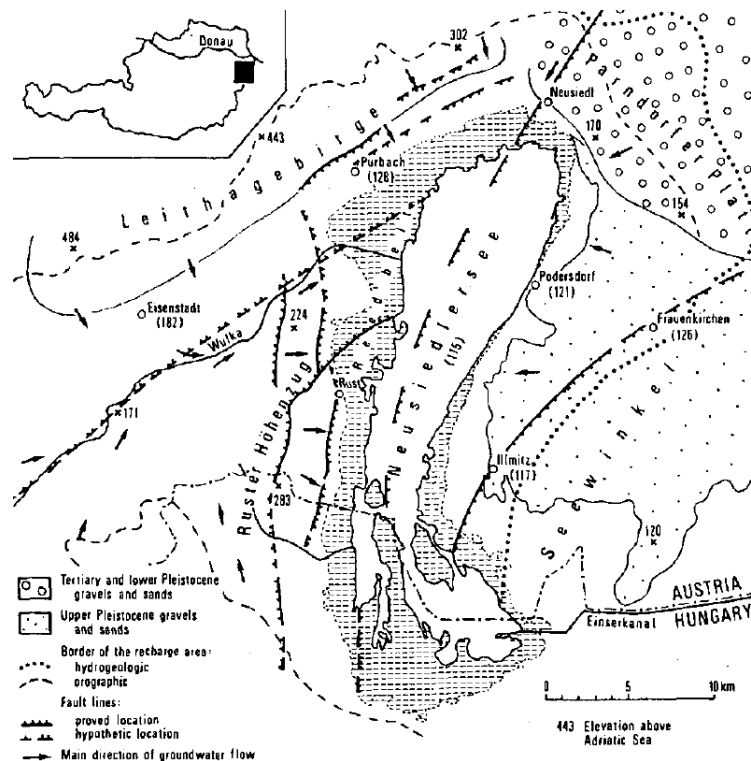 Donau
302
Neusiedl
Parndorfer Platte
170
443
Purbach
(128)
Leithagebirge
154
484
Podersdorf
(121)
Eisenstadt
(182)
224
Frauenkirchen
(126)
Wulka
Neusiedlersee
(115)
Rust
171
Ruster Höhenzug
Illmitz
(117)
Seewinkel
283
120
Tertiary and lower Pleistocene
gravels and sands
AUSTRIA
HUNGARY
Upper Pleistocene gravels
and sands
Einserkanal
Border of the recharge area:
hydrogeologic
orographic
Fault lines:
proved location
hypothetic location
Main direction of groundwater flow
0 5 10 km
443 Elevation above
Adriatic Sea